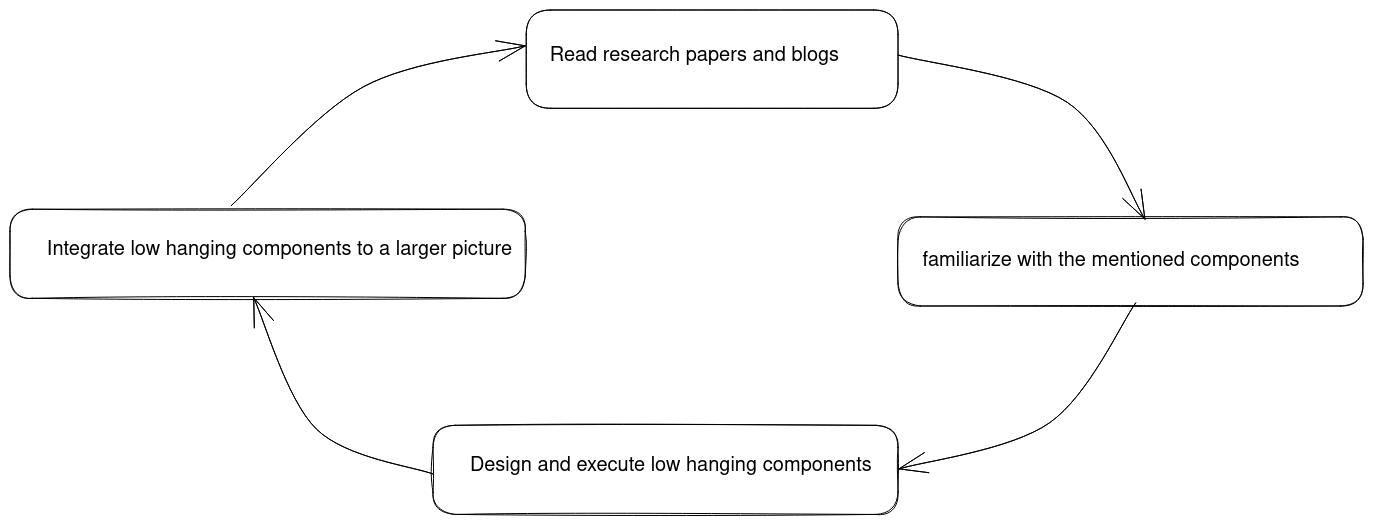 Read research papers and blogs
Integrate low hanging components to a larger picture
familiarize with the mentioned components
Design and execute low hanging components